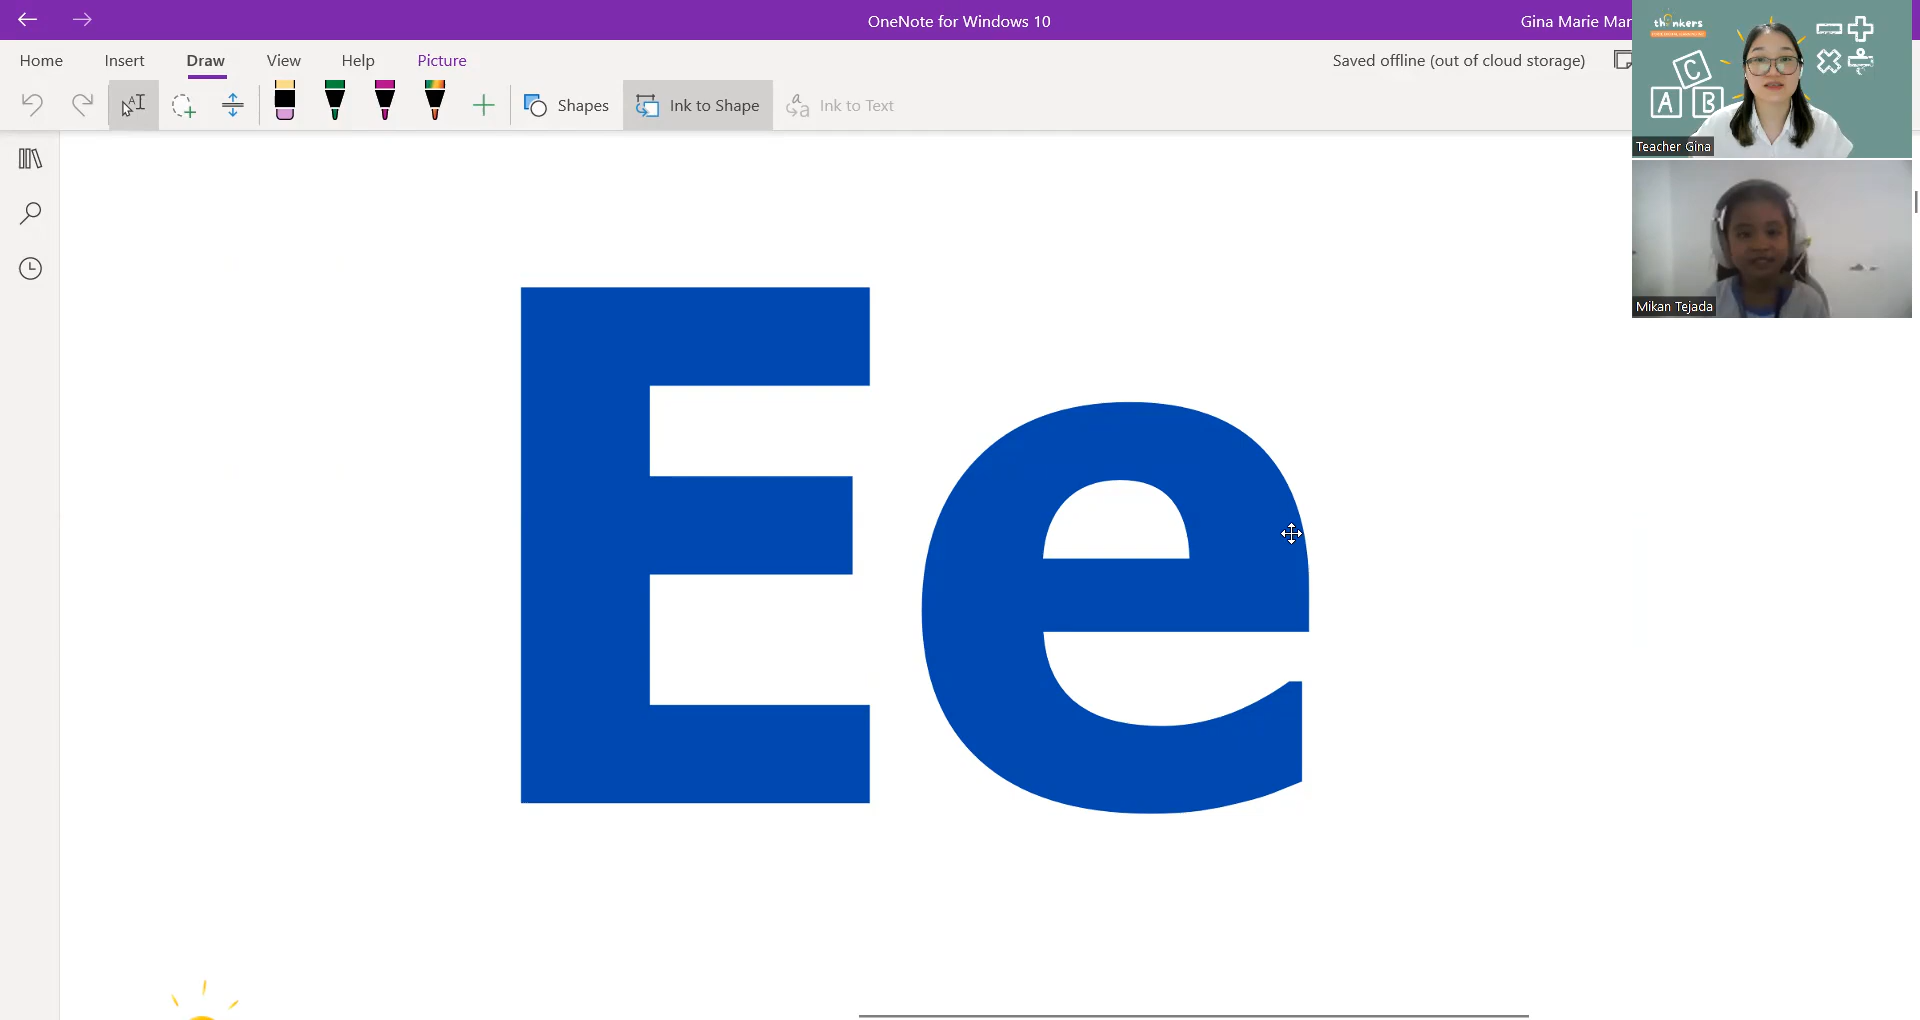 OneNote for Windows 10
Gina Marie Mar
Home Insert Draw View Help Picture
Saved offline (out of cloud storage)
Shapes Ink to Shape Ink to Text
thinkers
C
A B
Teacher Gina
Mikan Tejada
Ee